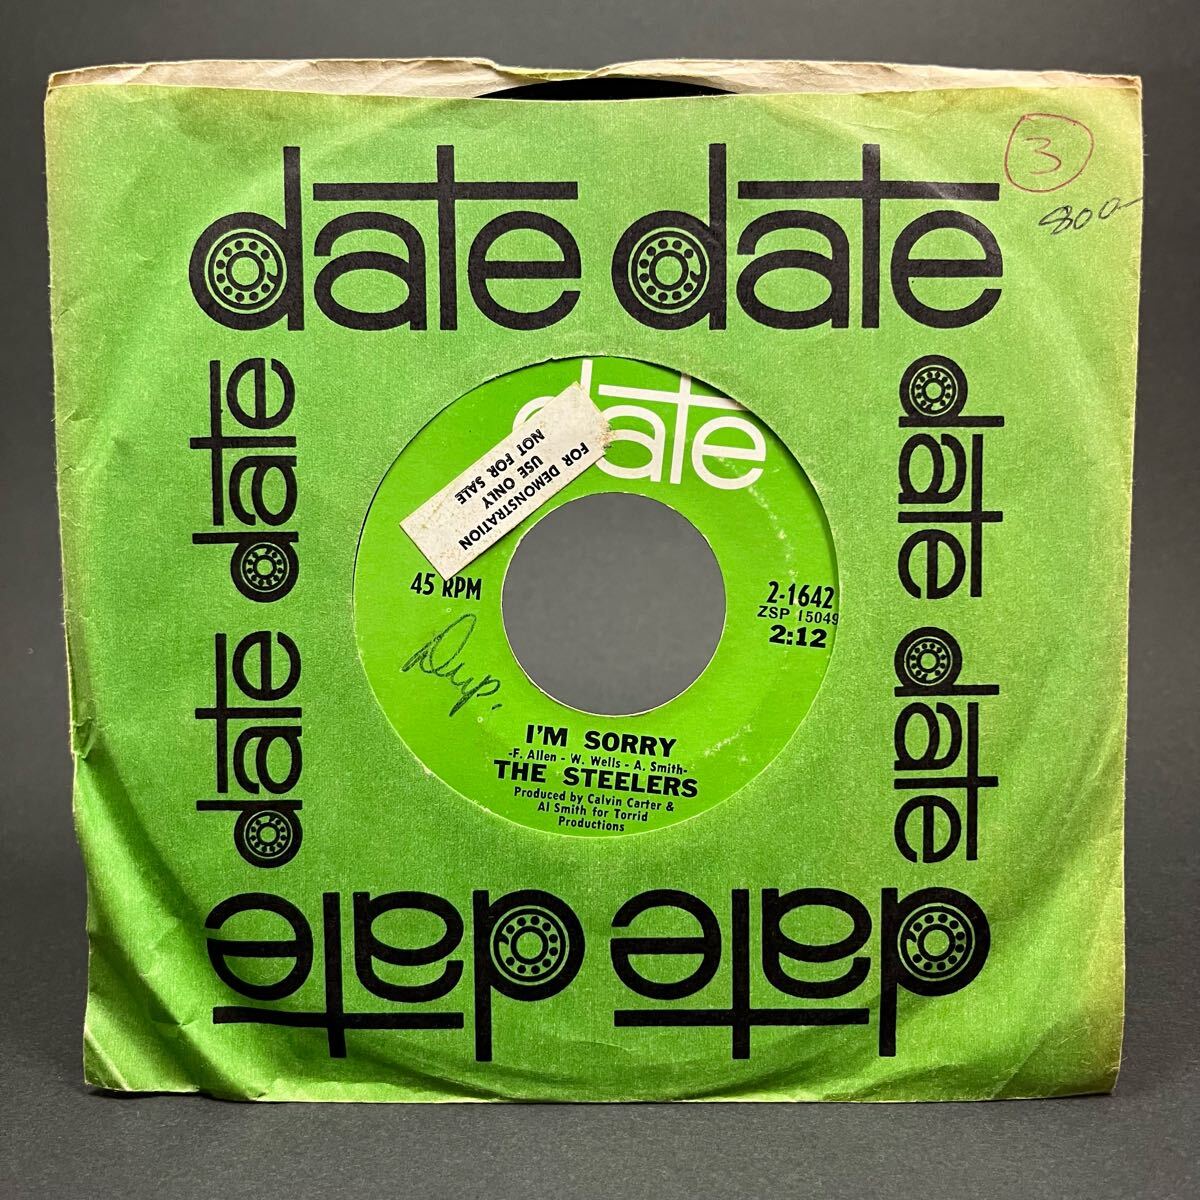 date date
3
800-
date date
date date
date
FOR DEMONSTRATION
USE ONLY
NOT FOR SALE
45 RPM
2-1642
ZSP 15049
2:12
Dup.
I'M SORRY
-F. Allen - W. Wells - A. Smith-
THE STEELERS
Produced by Calvin Carter &
Al Smith for Torrid
Productions
date date